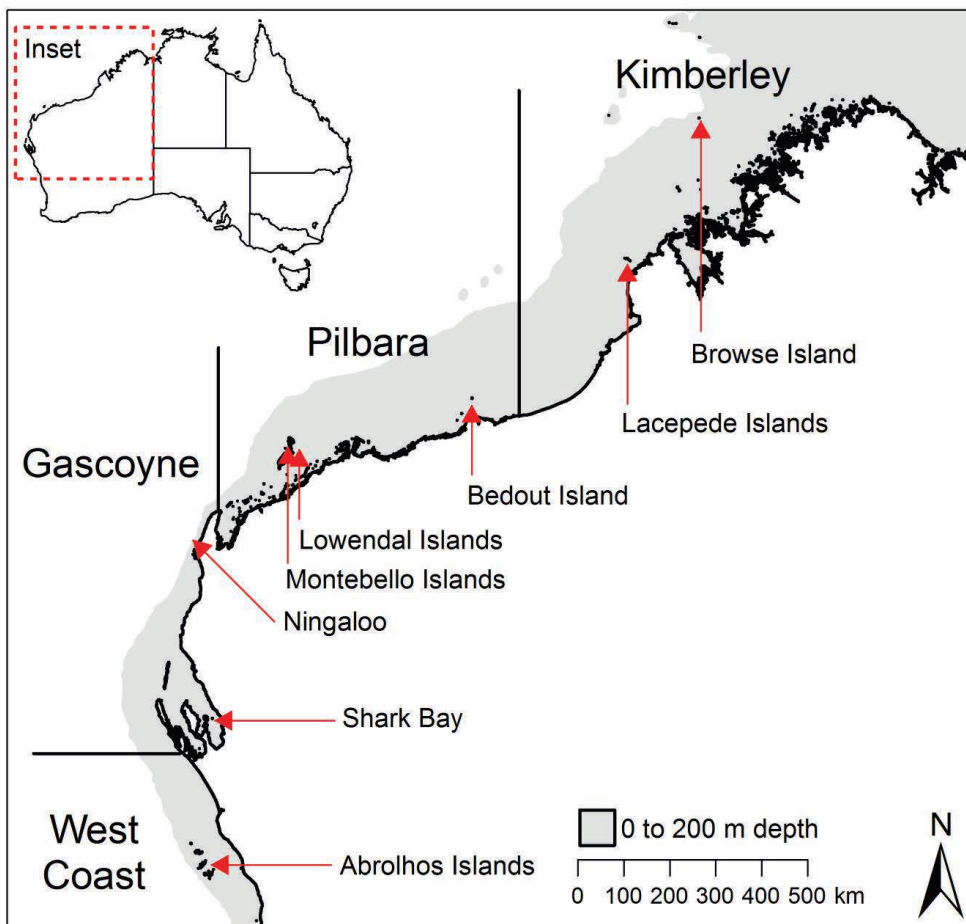 Inset
Kimberley
Pilbara
Browse Island
Lacepede Islands
Gascoyne
Bedout Island
Lowendal Islands
Montebello Islands
Ningaloo
Shark Bay
West
Coast
Abrolhos Islands
0 to 200 m depth
N
0 100 200 300 400 500 km